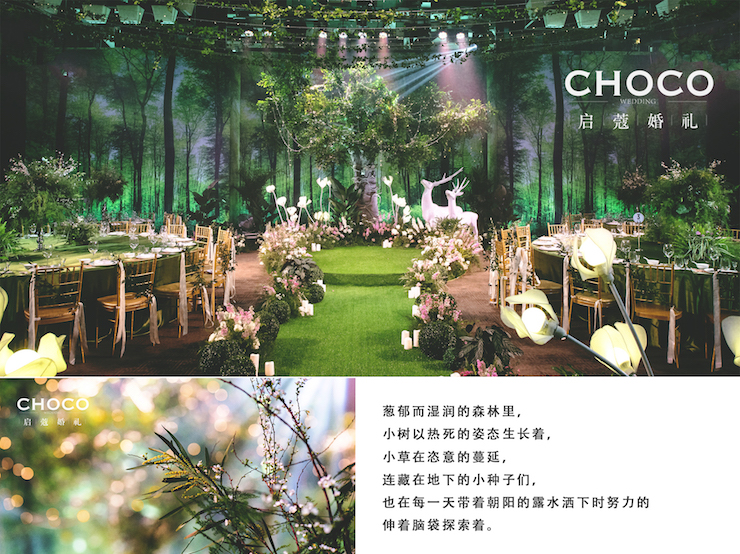 CHOCO
WEDDING
启蔻婚礼
CHOCO
启蔻婚礼
葱郁而湿润的森林里，
小树以热死的姿态生长着，
小草在恣意的蔓延，
连藏在地下的小种子们，
也在每一天带着朝阳的露水洒下时努力的
伸着脑袋探索着。